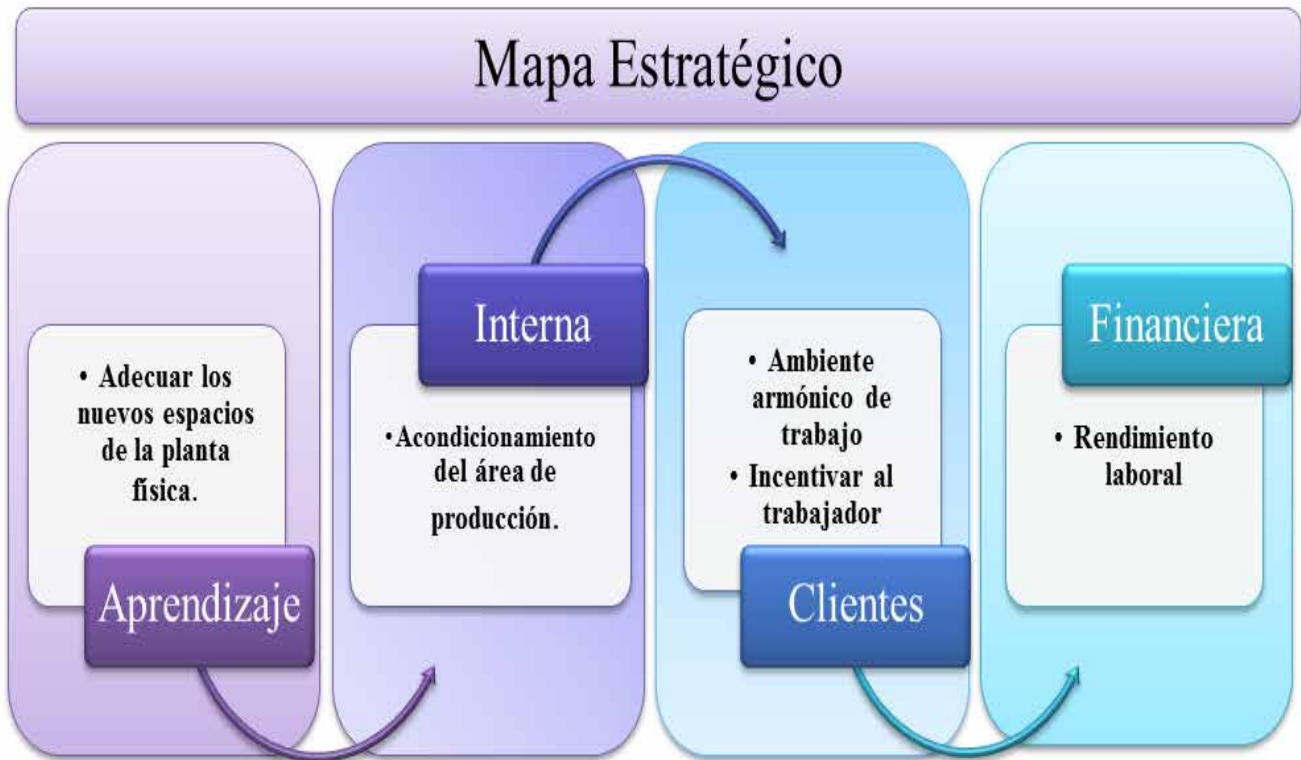 Mapa Estratégico
• Adecuar los
nuevos espacios
de la planta
física.
Aprendizaje
Interna
•Acondicionamiento
del área de
producción.
• Ambiente
armónico de
trabajo
• Incentivar al
trabajador
Clientes
Financiera
• Rendimiento
laboral